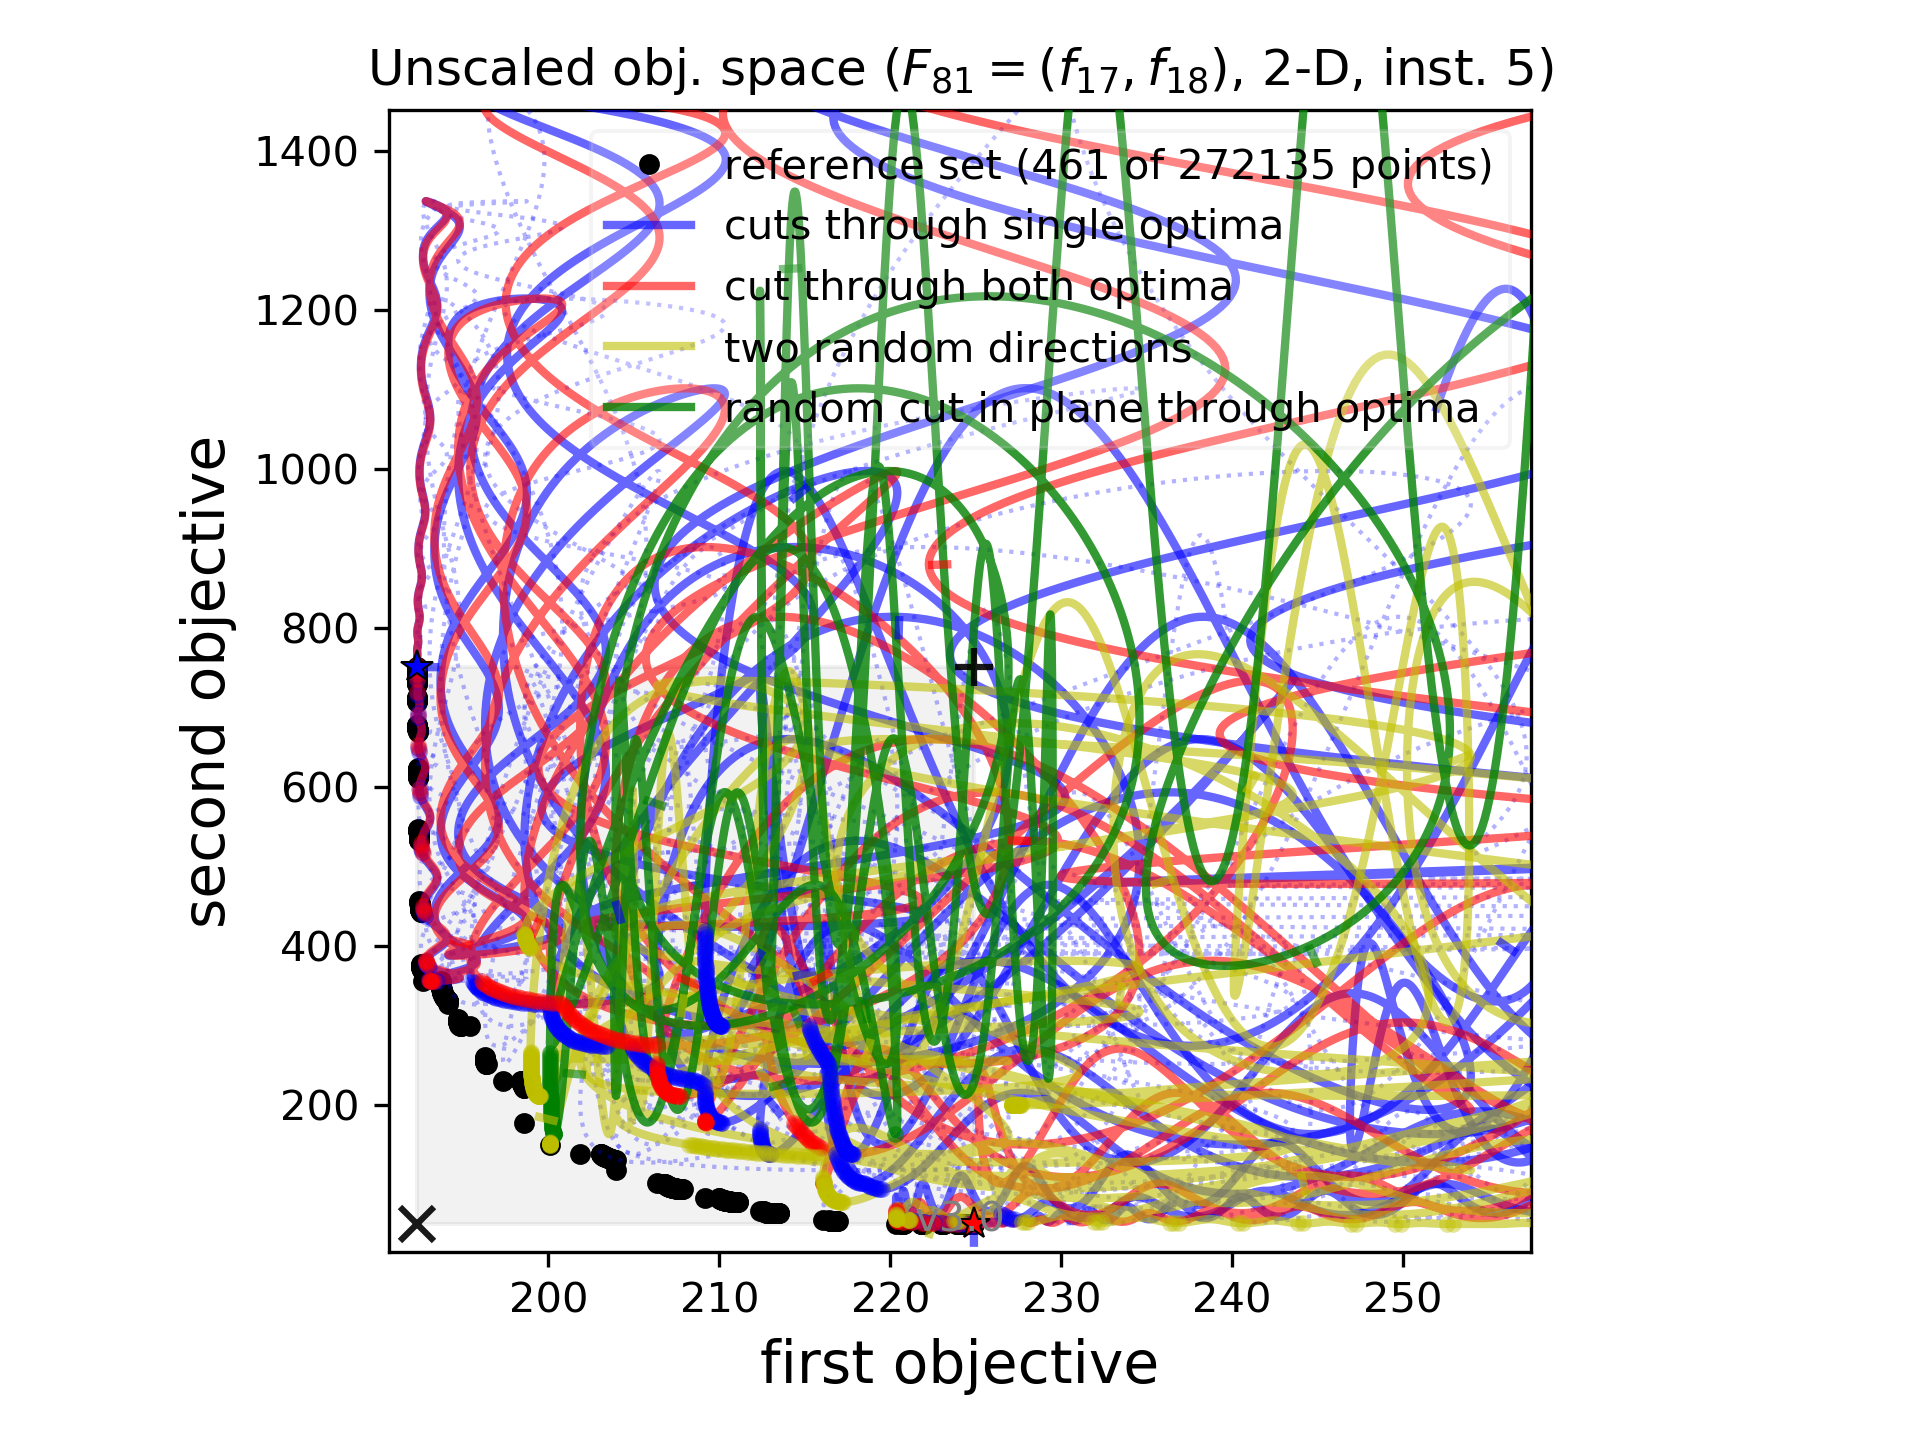 Unscaled obj. space (F81 = (f17, f18), 2-D, inst. 5)
reference set (461 of 272135 points)
cuts through single optima
cut through both optima
two random directions
random cut in plane through optima
second objective
1400
1200
1000
800
600
400
200
200 210 220 230 240 250
first objective